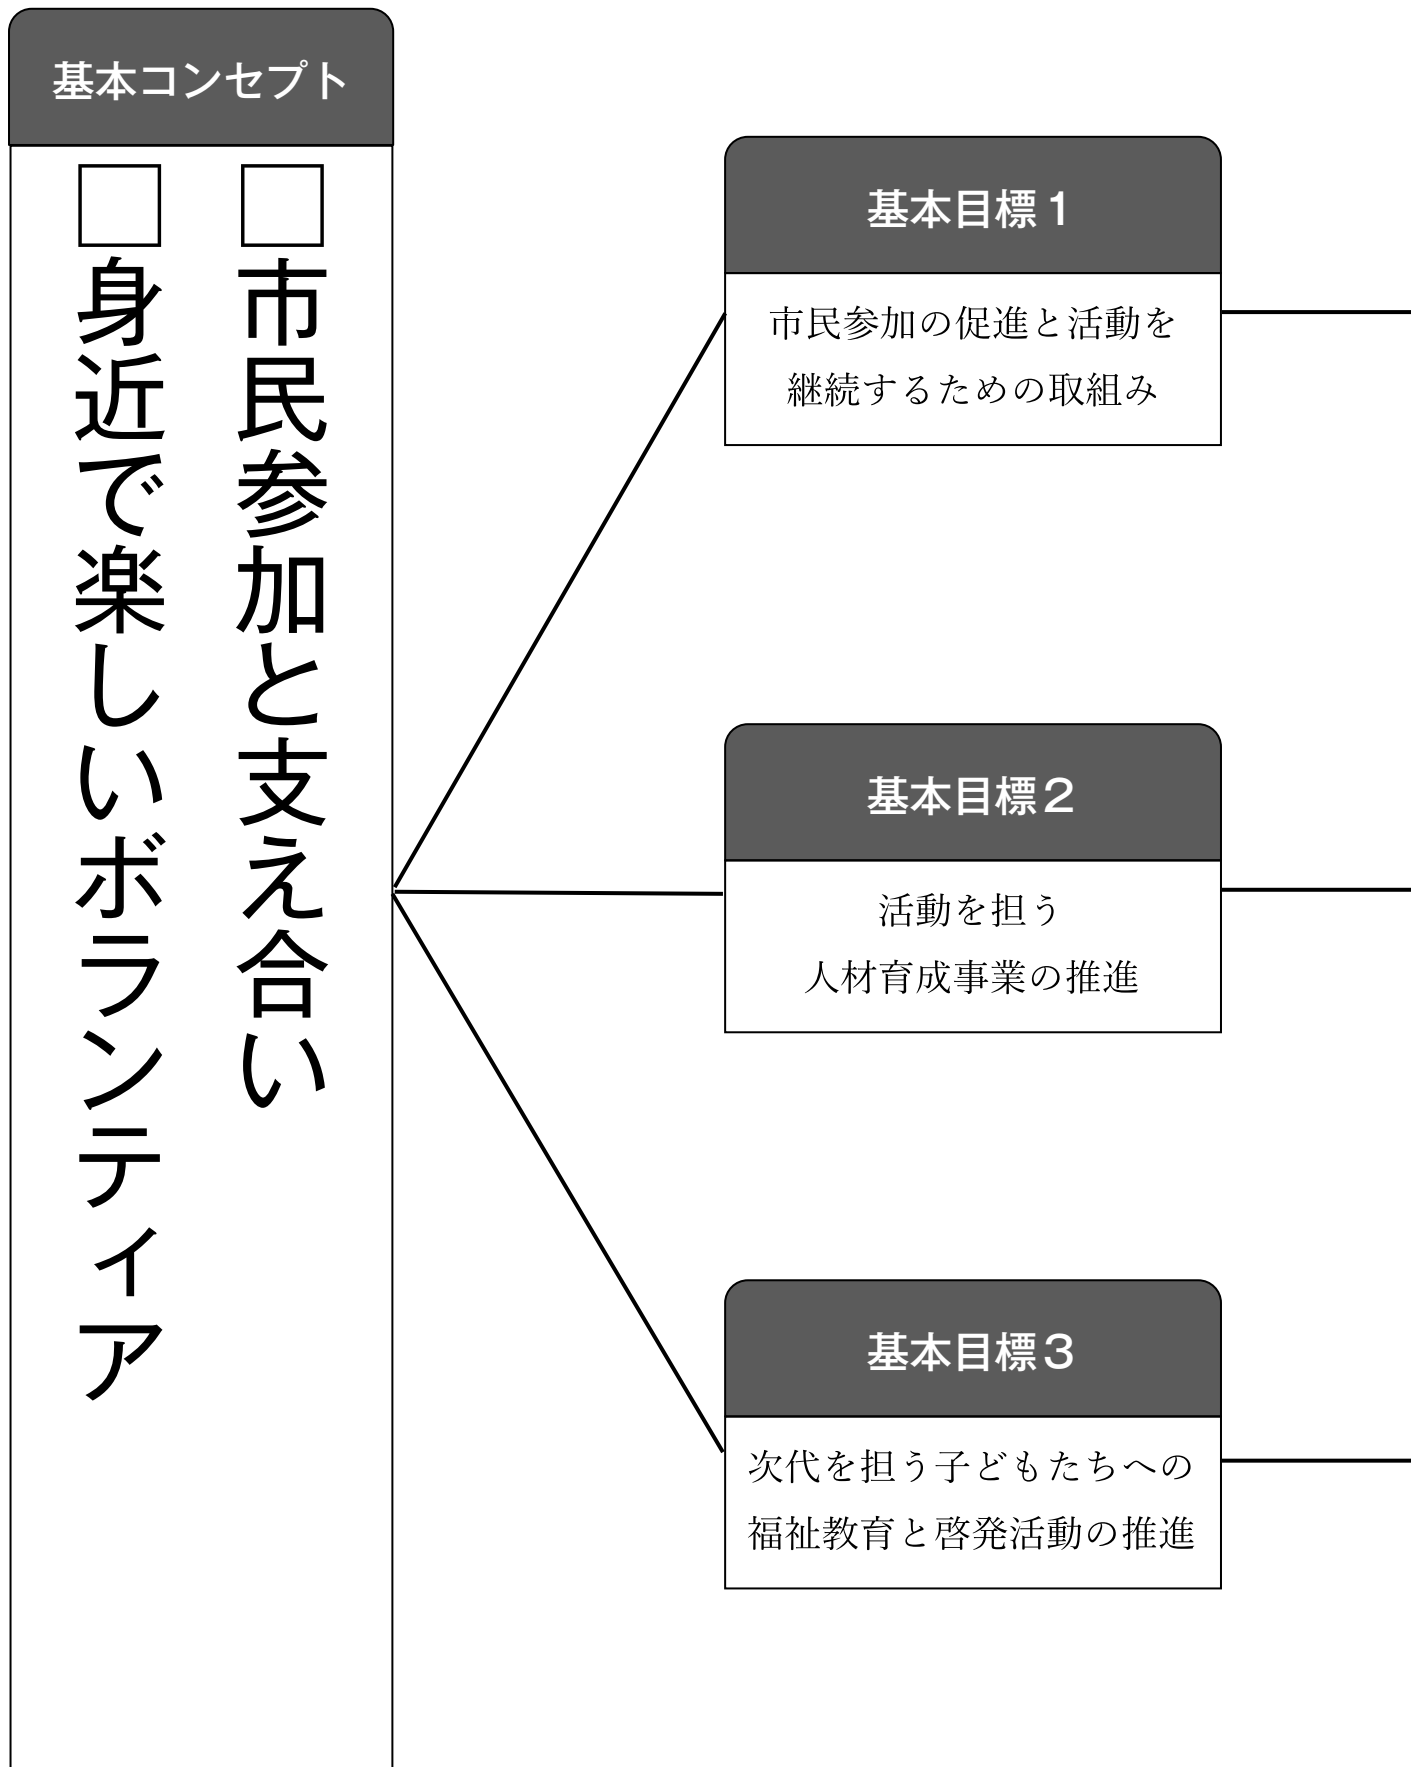 基本コンセプト
□市民参加と支え合い
□身近で楽しいボランティア
基本目標１
市民参加の促進と活動を
継続するための取組み
基本目標２
活動を担う
人材育成事業の推進
基本目標３
次代を担う子どもたちへの
福祉教育と啓発活動の推進